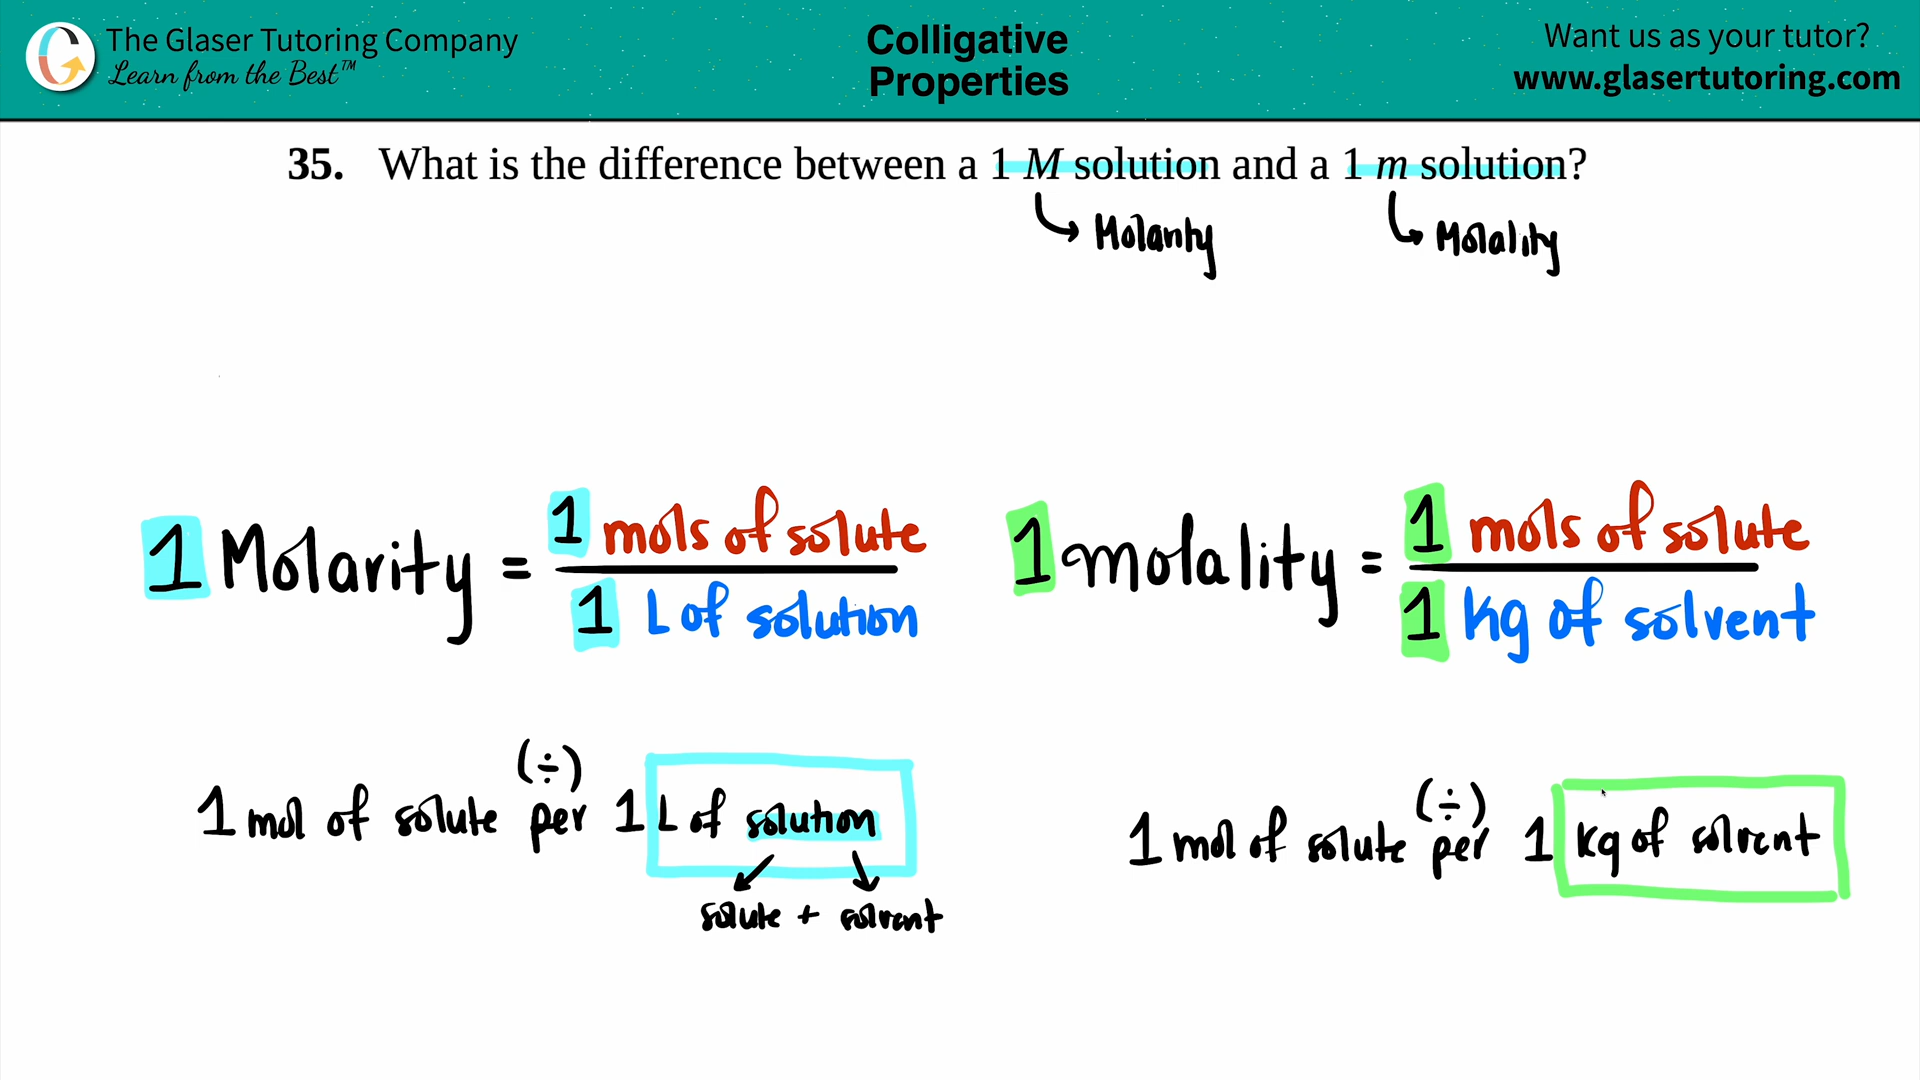 The Glaser Tutoring Company
Learn from the Best™
Colligative
Properties
Want us as your tutor?
www.glasertutoring.com
35. What is the difference between a 1 M solution and a 1 m solution?
Molarity
Molality
1 Molarity = 1 mols of solute
1 L of solution
1 molality = 1 mols of solute
1 Kg of solvent
(÷)
1 mol of solute per 1 L of solution
solute + solvent
(÷)
1 mol of solute per 1 Kg of solvent